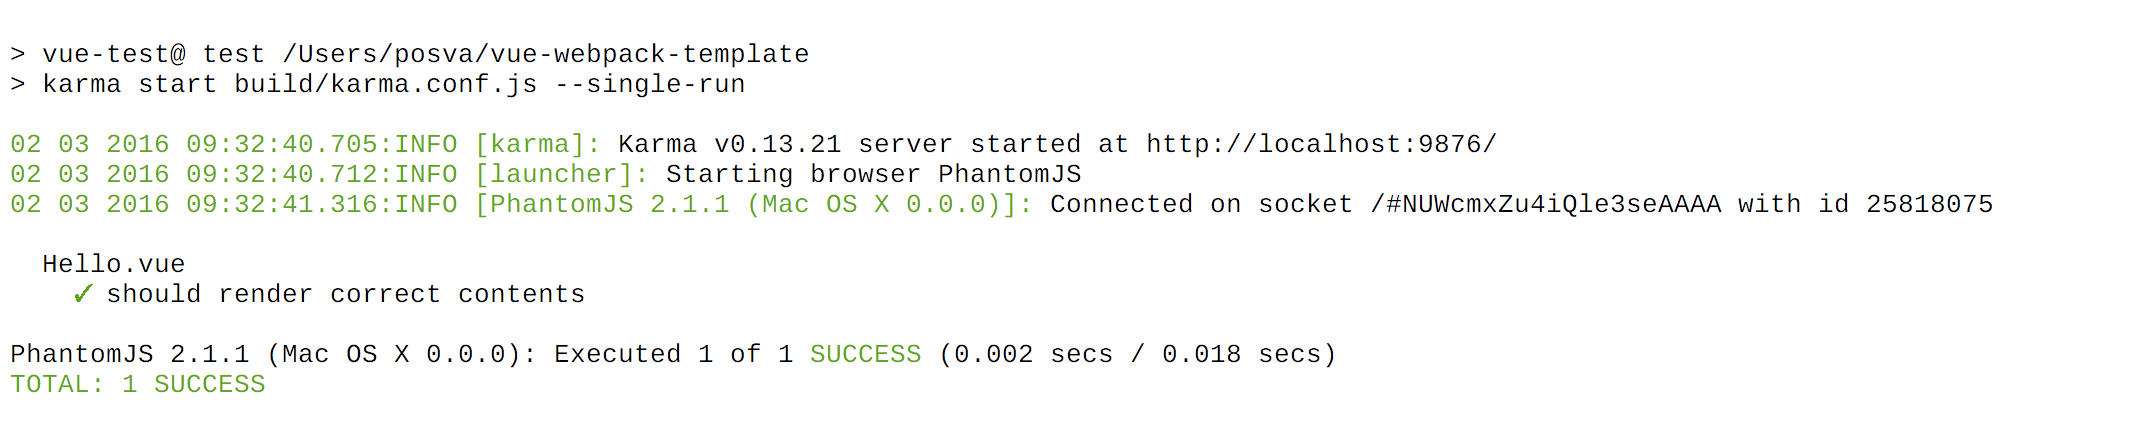 > vue-test@ test /Users/posva/vue-webpack-template
> karma start build/karma.conf.js --single-run
02 03 2016 09:32:40.705:INFO [karma]: Karma v0.13.21 server started at http://localhost:9876/
02 03 2016 09:32:40.712:INFO [launcher]: Starting browser PhantomJS
02 03 2016 09:32:41.316:INFO [PhantomJS 2.1.1 (Mac OS X 0.0.0)]: Connected on socket /#NUWcmxZu4iQle3seAAAA with id 25818075
Hello.vue
✓ should render correct contents
PhantomJS 2.1.1 (Mac OS X 0.0.0): Executed 1 of 1 SUCCESS (0.002 secs / 0.018 secs)
TOTAL: 1 SUCCESS